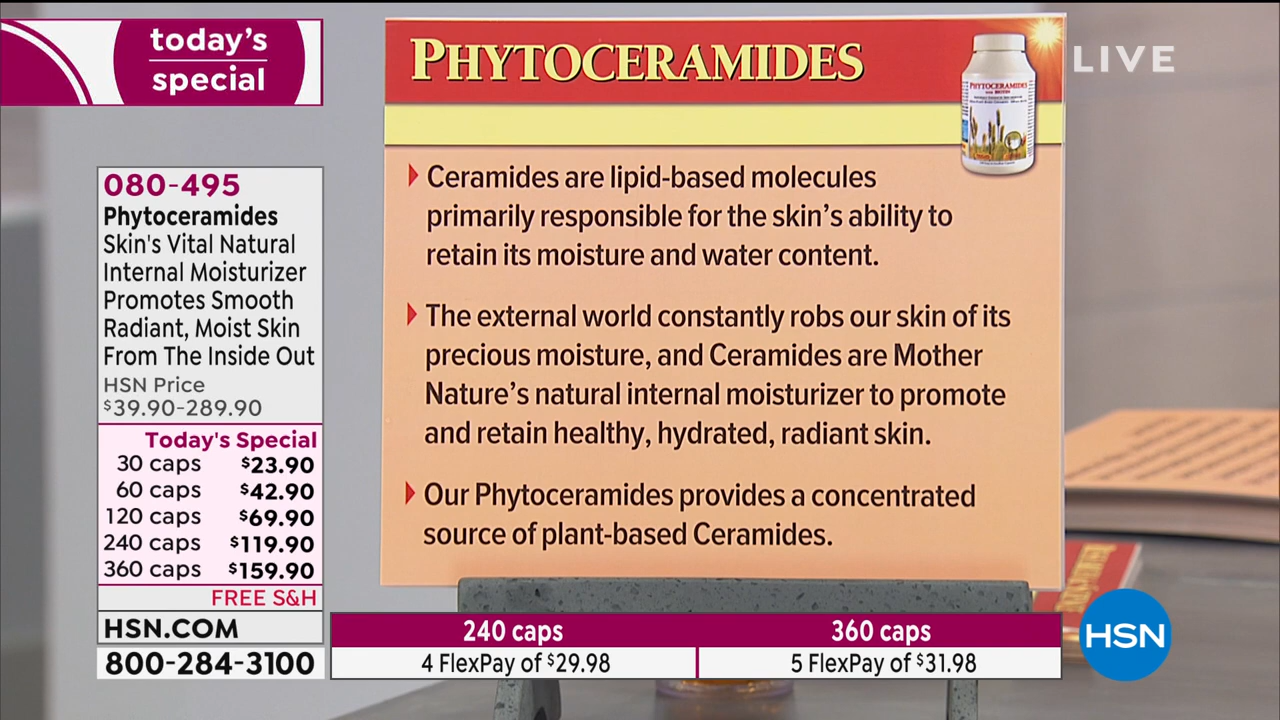 today's
special
LIVE
PHYTOCERAMIDES
PHYTOCERAMIDES
Ceramides are lipid-based molecules
primarily responsible for the skin's ability to
retain its moisture and water content.
The external world constantly robs our skin of its
precious moisture, and Ceramides are Mother
Nature's natural internal moisturizer to promote
and retain healthy, hydrated, radiant skin.
Our Phytoceramides provides a concentrated
source of plant-based Ceramides.
080-495
Phytoceramides
Skin's Vital Natural
Internal Moisturizer
Promotes Smooth
Radiant, Moist Skin
From The Inside Out
HSN Price
$39.90-289.90
Today's Special
30 caps $23.90
60 caps $42.90
120 caps $69.90
240 caps $119.90
360 caps $159.90
FREE S&H
HSN.COM
800-284-3100
240 caps 360 caps
4 FlexPay of $29.98 5 FlexPay of $31.98
HSN